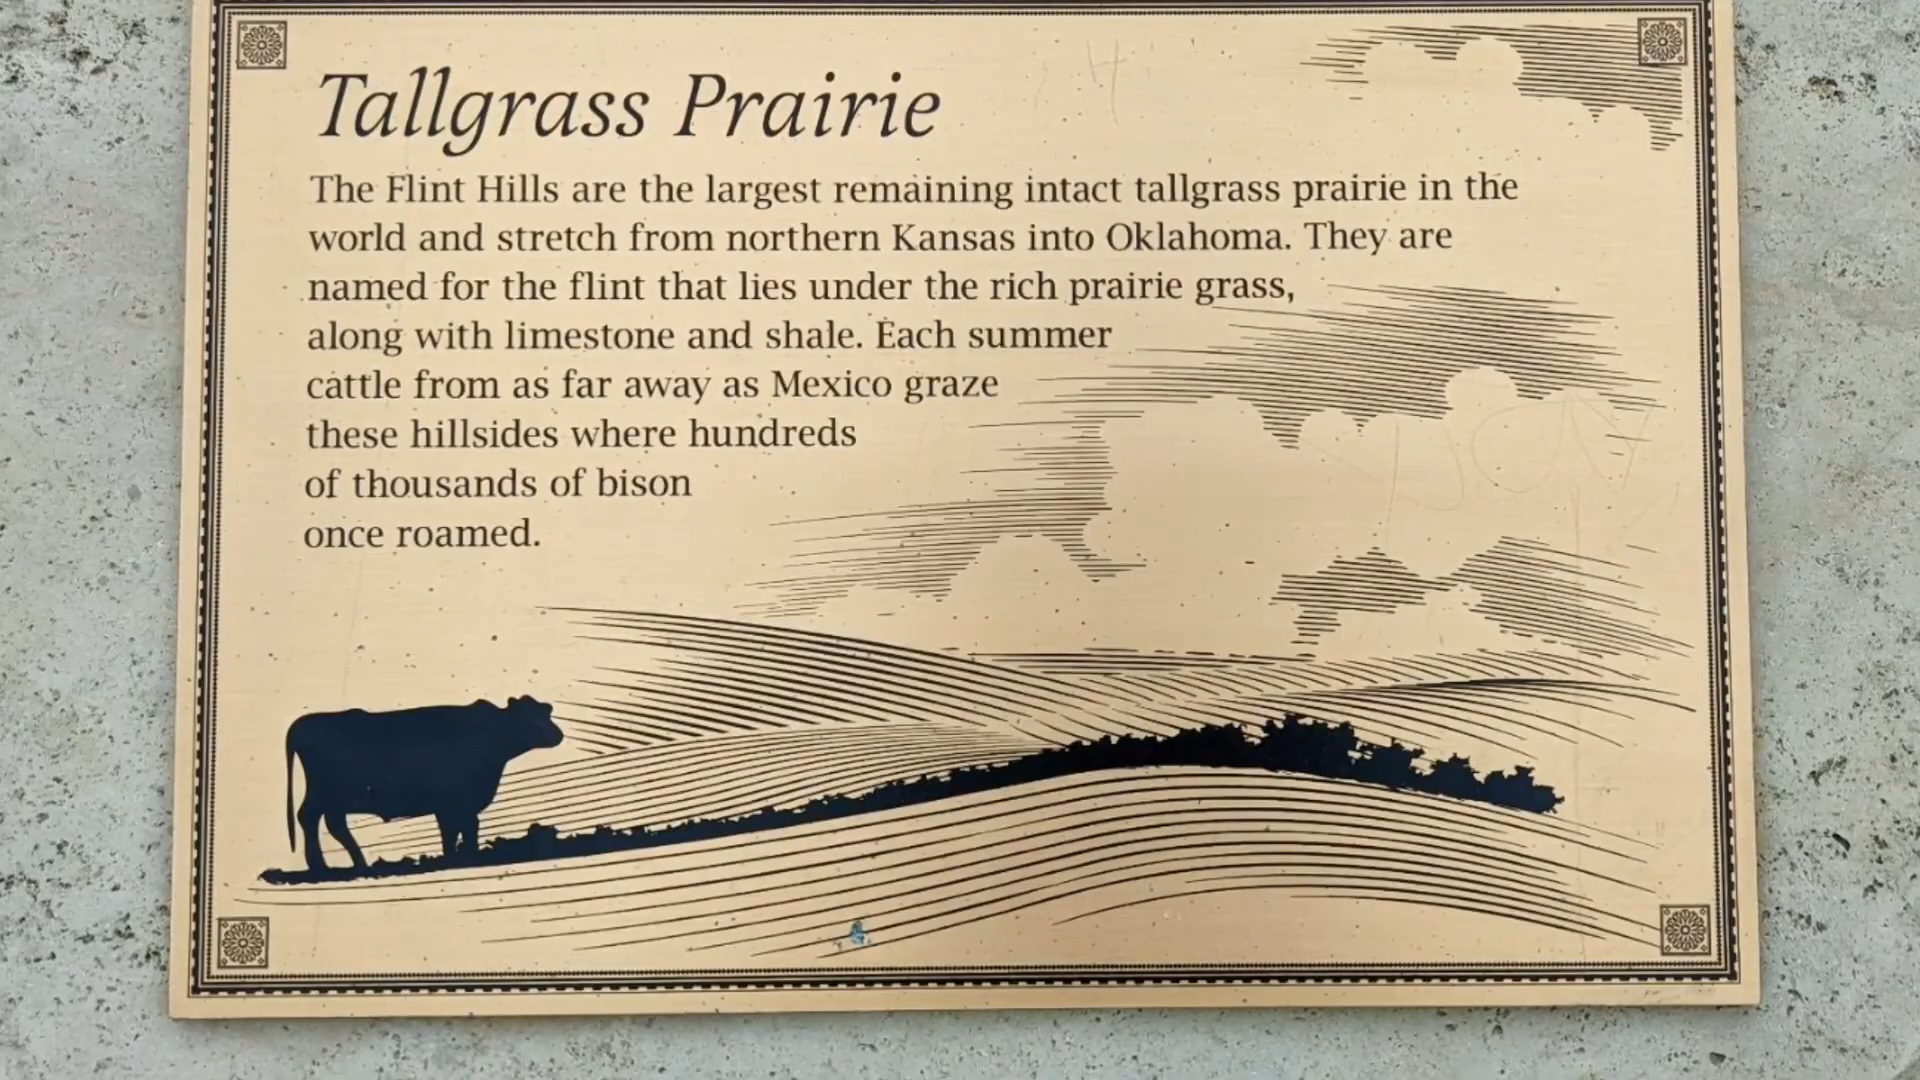 Tallgrass Prairie
The Flint Hills are the largest remaining intact tallgrass prairie in the
world and stretch from northern Kansas into Oklahoma. They are
named for the flint that lies under the rich prairie grass,
along with limestone and shale. Each summer
cattle from as far away as Mexico graze
these hillsides where hundreds
of thousands of bison
once roamed.